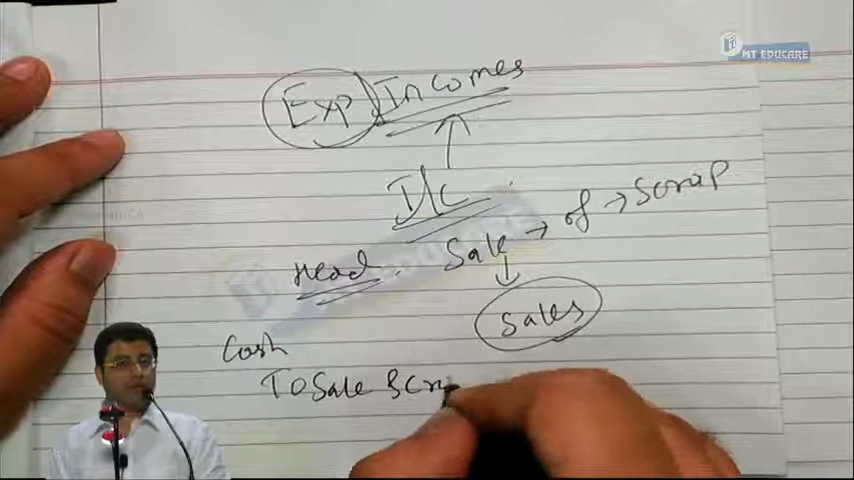 MT EDUCARE
Exp Incomes
I/C
Head. Sale → of → Scrap
Sales
Cash
To Sale Scr